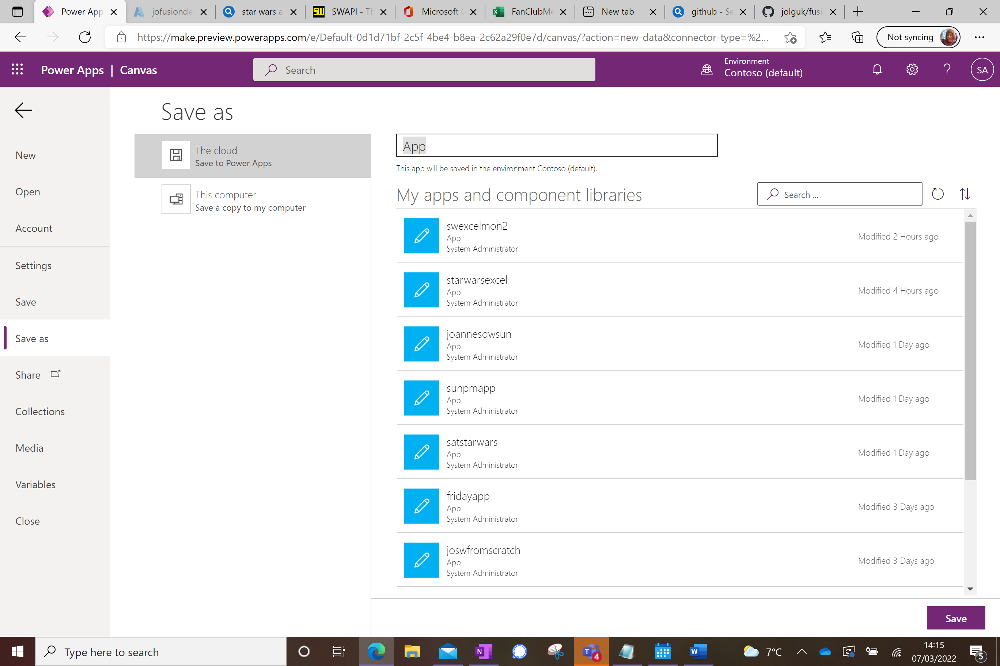 Power App
jofusionde
star wars a
SWAPI - Th
Microsoft
FanClubMe
New tab
github - Se
jolguk/fusi
https://make.preview.powerapps.com/e/Default-0d1d71bf-2c5f-4be4-b8ea-2c62a29f0e7d/canvas/?action=new-data&connector-type=%2...
Not syncing
Power Apps | Canvas
Search
Environment
Contoso (default)
SA
Save as
New
Open
Account
Settings
Save
Save as
Share
Collections
Media
Variables
Close
The cloud
Save to Power Apps
This computer
Save a copy to my computer
App
This app will be saved in the environment Contoso (default).
My apps and component libraries
Search ...
swexcelmon2
App
System Administrator
Modified 2 Hours ago
starwarsexcel
App
System Administrator
Modified 4 Hours ago
joannesqwsun
App
System Administrator
Modified 1 Day ago
sunpmapp
App
System Administrator
Modified 1 Day ago
satstarwars
App
System Administrator
Modified 1 Day ago
fridayapp
App
System Administrator
Modified 3 Days ago
joswfromscratch
App
System Administrator
Modified 3 Days ago
Save
Type here to search
N
T
4
W
7°C
14:15
07/03/2022
5